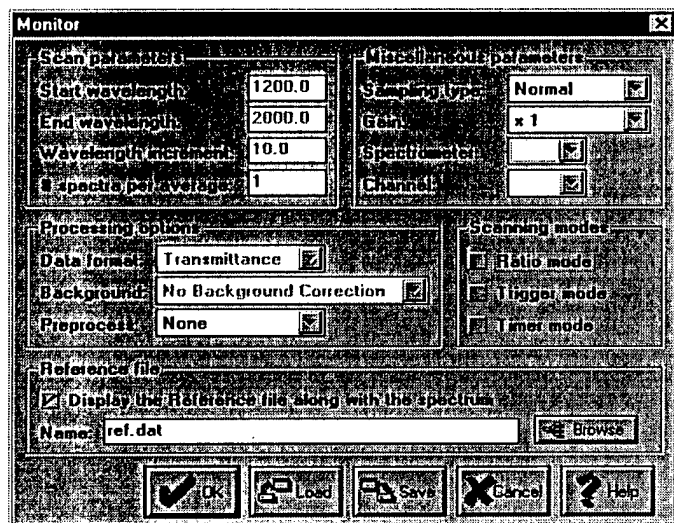 Monitor
Scan parameters
Start wavelength: 1200.0
End wavelength: 2000.0
Wavelength increment: 10.0
# spectra per average: 1
Miscellaneous parameters
Sampling type: Normal
Gain: × 1
Spectrometer:
Channel:
Processing options
Data format: Transmittance
Background: No Background Correction
Preprocess: None
Scanning modes
Ratio mode
Trigger mode
Timer mode
Reference file
Display the Reference file along with the spectrum
Name: ref.dat
Browse
OK Load Save Cancel Help